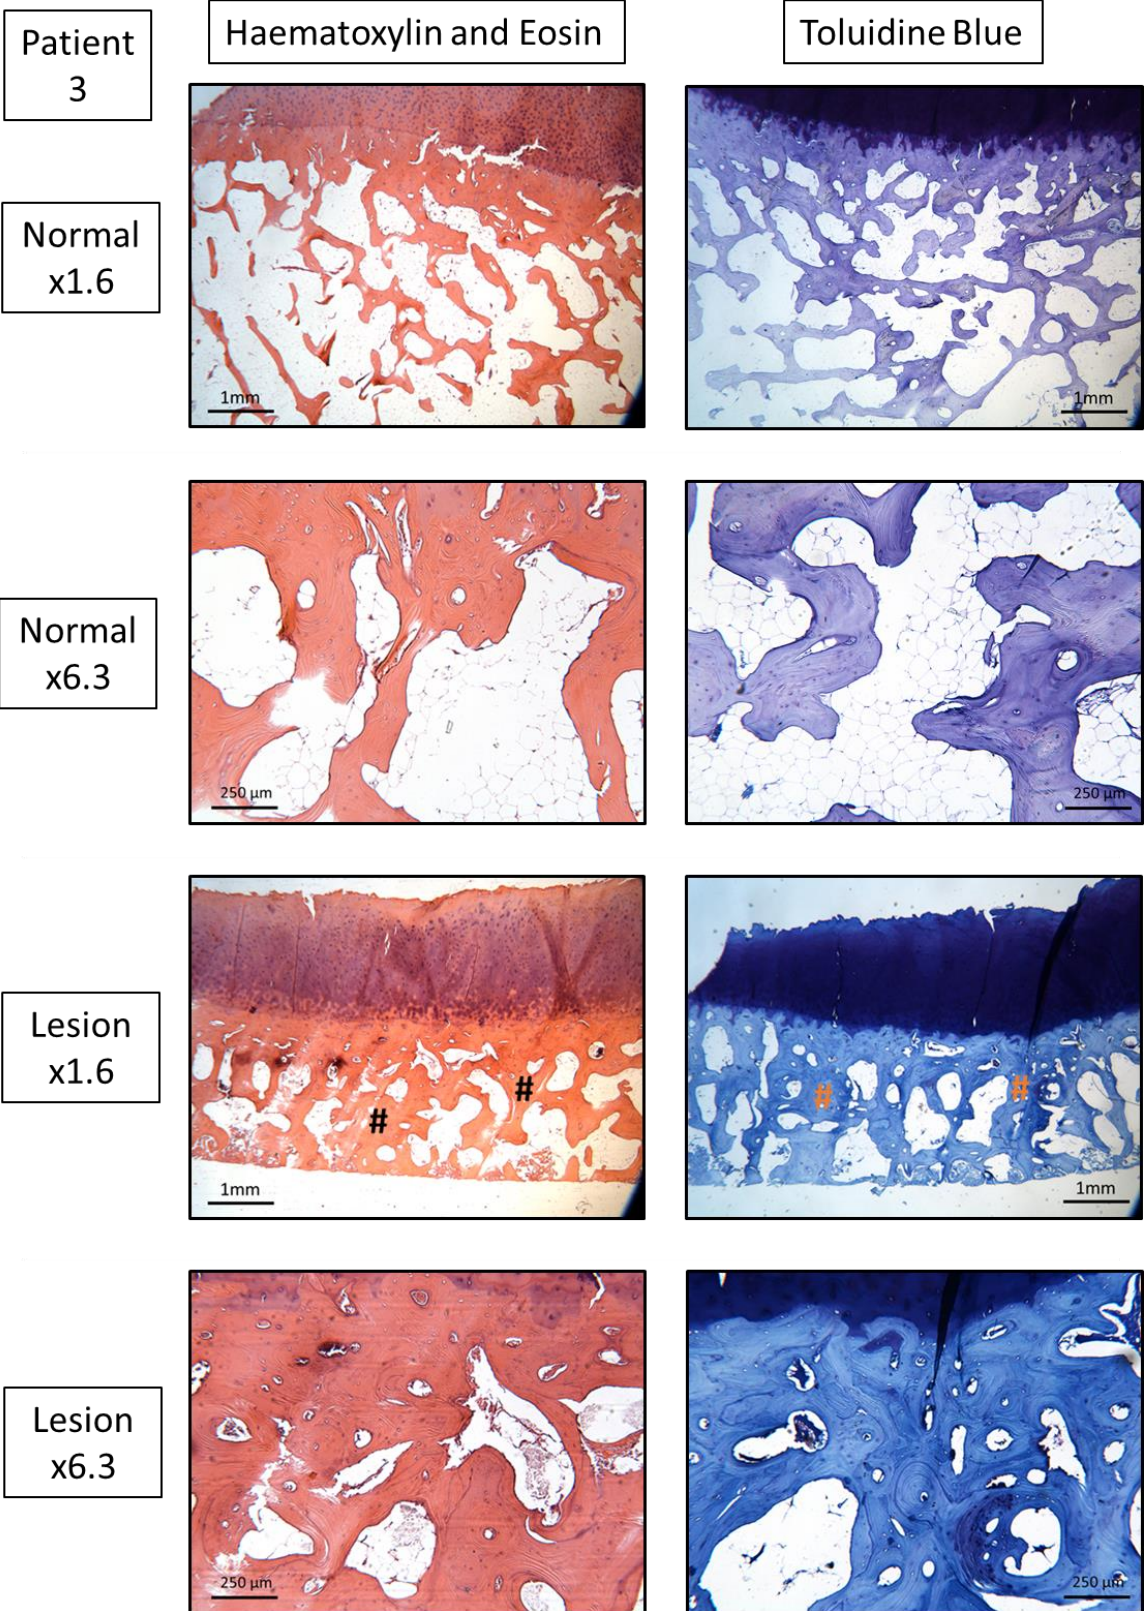 Patient
3
Haematoxylin and Eosin
Toluidine Blue
Normal
x1.6
1mm
1mm
Normal
x6.3
250 µm
250 µm
Lesion
x1.6
#
#
#
#
1mm
1mm
Lesion
x6.3
250 µm
250 µm